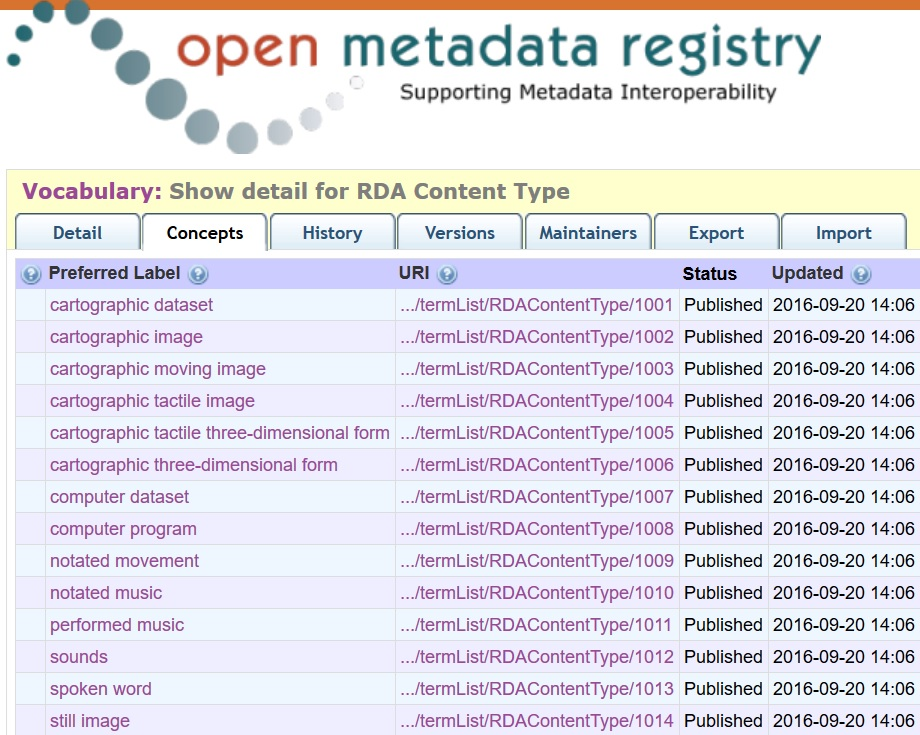 open metadata registry
Supporting Metadata Interoperability
Vocabulary: Show detail for RDA Content Type
Detail Concepts History Versions Maintainers Export Import
? Preferred Label ? URI ? Status Updated ?
cartographic dataset .../termList/RDAContentType/1001 Published 2016-09-20 14:06
cartographic image .../termList/RDAContentType/1002 Published 2016-09-20 14:06
cartographic moving image .../termList/RDAContentType/1003 Published 2016-09-20 14:06
cartographic tactile image .../termList/RDAContentType/1004 Published 2016-09-20 14:06
cartographic tactile three-dimensional form .../termList/RDAContentType/1005 Published 2016-09-20 14:06
cartographic three-dimensional form .../termList/RDAContentType/1006 Published 2016-09-20 14:06
computer dataset .../termList/RDAContentType/1007 Published 2016-09-20 14:06
computer program .../termList/RDAContentType/1008 Published 2016-09-20 14:06
notated movement .../termList/RDAContentType/1009 Published 2016-09-20 14:06
notated music .../termList/RDAContentType/1010 Published 2016-09-20 14:06
performed music .../termList/RDAContentType/1011 Published 2016-09-20 14:06
sounds .../termList/RDAContentType/1012 Published 2016-09-20 14:06
spoken word .../termList/RDAContentType/1013 Published 2016-09-20 14:06
still image .../termList/RDAContentType/1014 Published 2016-09-20 14:06